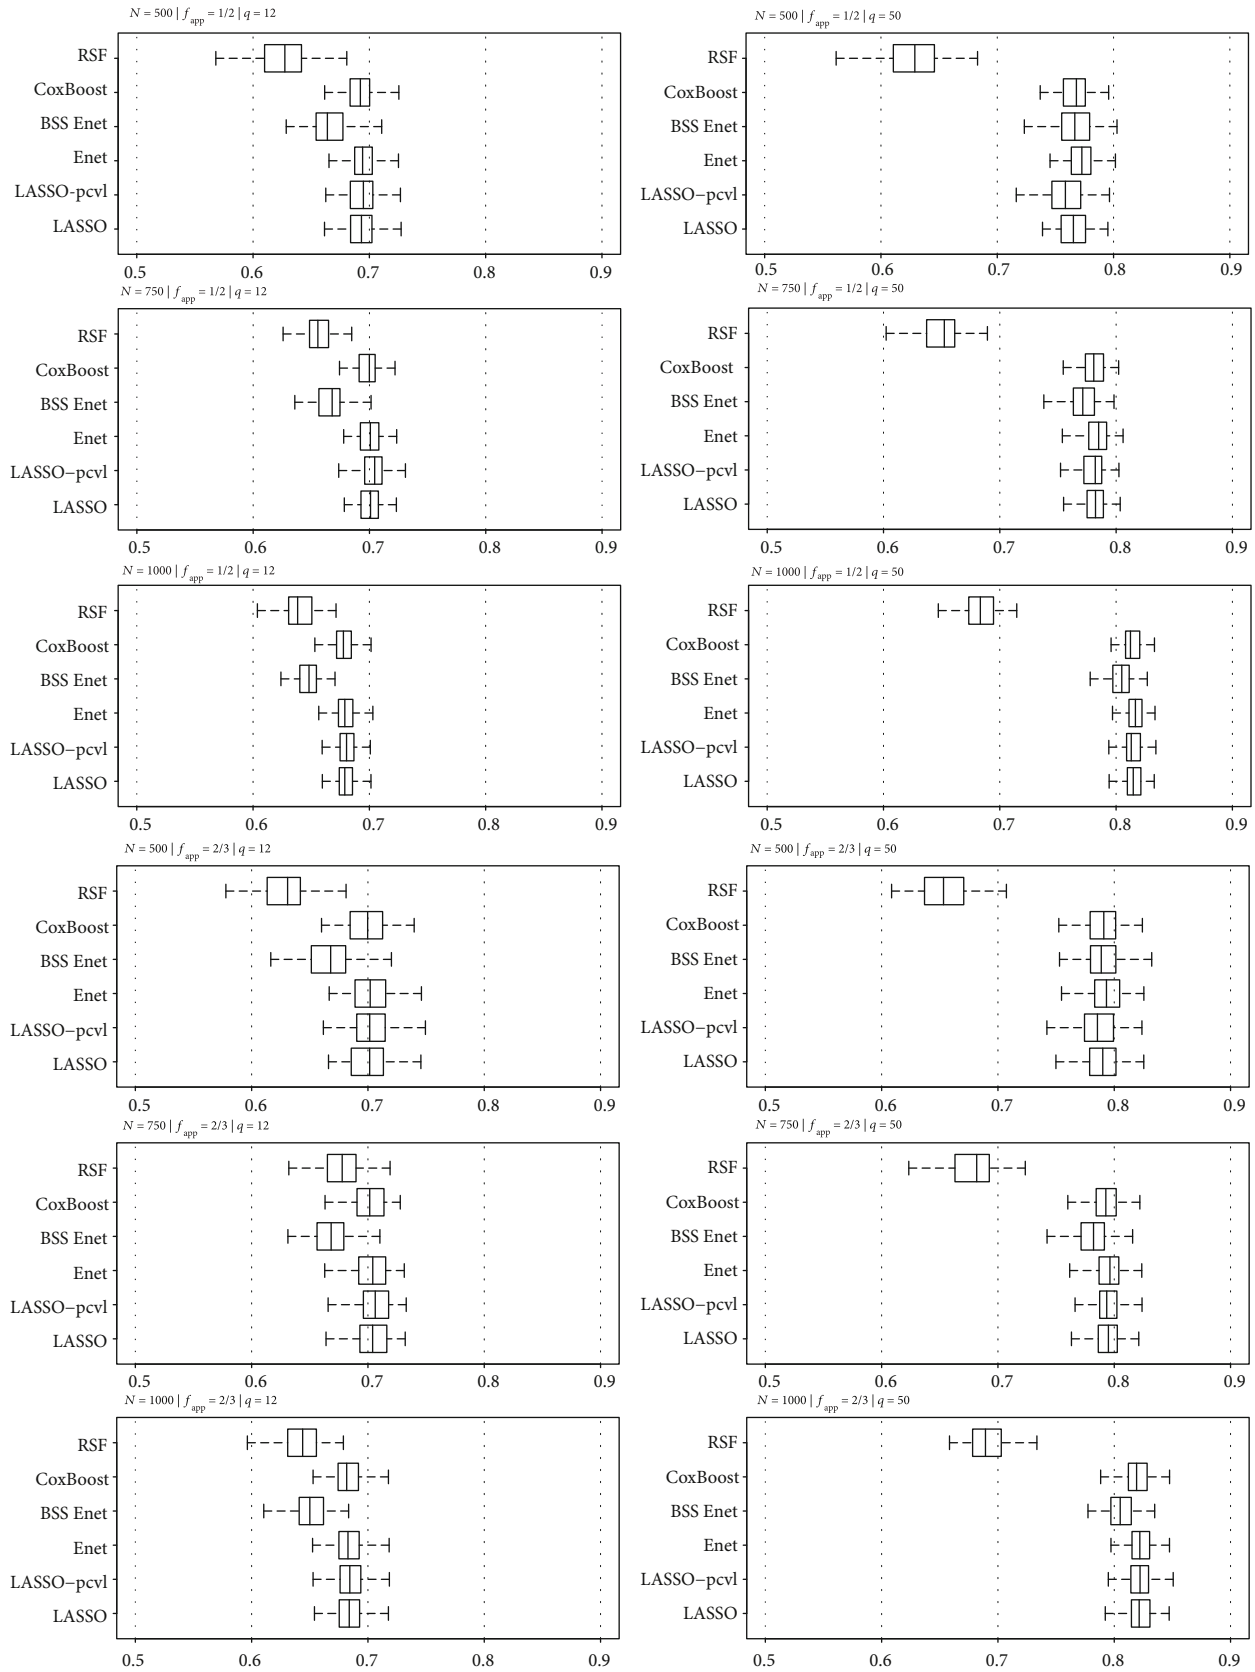 N = 500 | f app = 1/2 | q = 12
RSF
CoxBoost
BSS Enet
Enet
LASSO-pcvl
LASSO
0.5 0.6 0.7 0.8 0.9
N = 500 | f app = 1/2 | q = 50
RSF
CoxBoost
BSS Enet
Enet
LASSO−pcvl
LASSO
0.5 0.6 0.7 0.8 0.9
N = 750 | f app = 1/2 | q = 12
RSF
CoxBoost
BSS Enet
Enet
LASSO−pcvl
LASSO
0.5 0.6 0.7 0.8 0.9
N = 750 | f app = 1/2 | q = 50
RSF
CoxBoost
BSS Enet
Enet
LASSO−pcvl
LASSO
0.5 0.6 0.7 0.8 0.9
N = 1000 | f app = 1/2 | q = 12
RSF
CoxBoost
BSS Enet
Enet
LASSO−pcvl
LASSO
0.5 0.6 0.7 0.8 0.9
N = 1000 | f app = 1/2 | q = 50
RSF
CoxBoost
BSS Enet
Enet
LASSO−pcvl
LASSO
0.5 0.6 0.7 0.8 0.9
N = 500 | f app = 2/3 | q = 12
RSF
CoxBoost
BSS Enet
Enet
LASSO−pcvl
LASSO
0.5 0.6 0.7 0.8 0.9
N = 500 | f app = 2/3 | q = 50
RSF
CoxBoost
BSS Enet
Enet
LASSO−pcvl
LASSO
0.5 0.6 0.7 0.8 0.9
N = 750 | f app = 2/3 | q = 12
RSF
CoxBoost
BSS Enet
Enet
LASSO−pcvl
LASSO
0.5 0.6 0.7 0.8 0.9
N = 750 | f app = 2/3 | q = 50
RSF
CoxBoost
BSS Enet
Enet
LASSO−pcvl
LASSO
0.5 0.6 0.7 0.8 0.9
N = 1000 | f app = 2/3 | q = 12
RSF
CoxBoost
BSS Enet
Enet
LASSO−pcvl
LASSO
0.5 0.6 0.7 0.8 0.9
N = 1000 | f app = 2/3 | q = 50
RSF
CoxBoost
BSS Enet
Enet
LASSO−pcvl
LASSO
0.5 0.6 0.7 0.8 0.9